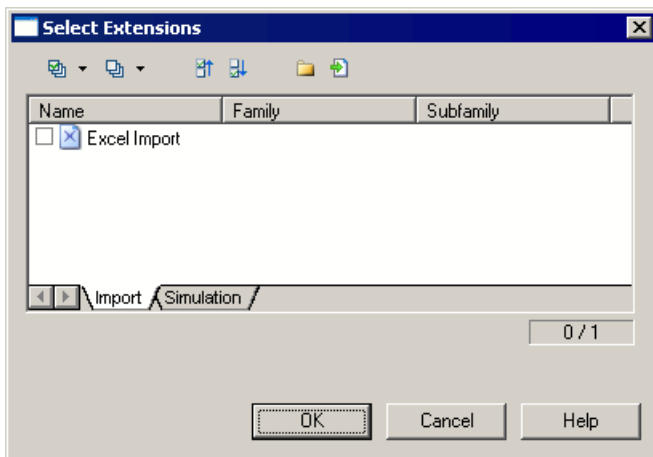 Select Extensions
Name Family Subfamily
Excel Import
Import Simulation
0 / 1
OK Cancel Help